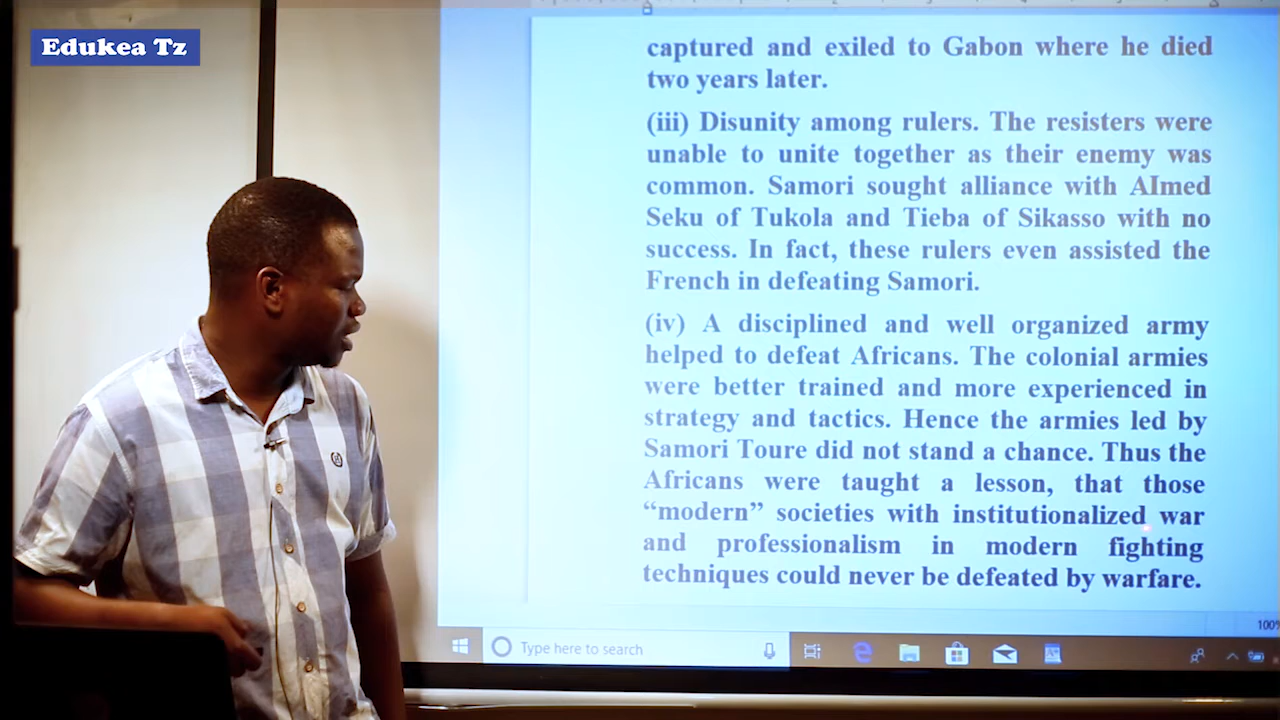 Edukea Tz
captured and exiled to Gabon where he died
two years later.
(iii) Disunity among rulers. The resisters were
unable to unite together as their enemy was
common. Samori sought alliance with AImed
Seku of Tukola and Tieba of Sikasso with no
success. In fact, these rulers even assisted the
French in defeating Samori.
(iv) A disciplined and well organized army
helped to defeat Africans. The colonial armies
were better trained and more experienced in
strategy and tactics. Hence the armies led by
Samori Toure did not stand a chance. Thus the
Africans were taught a lesson, that those
“modern” societies with institutionalized war
and professionalism in modern fighting
techniques could never be defeated by warfare.
100%
Type here to search